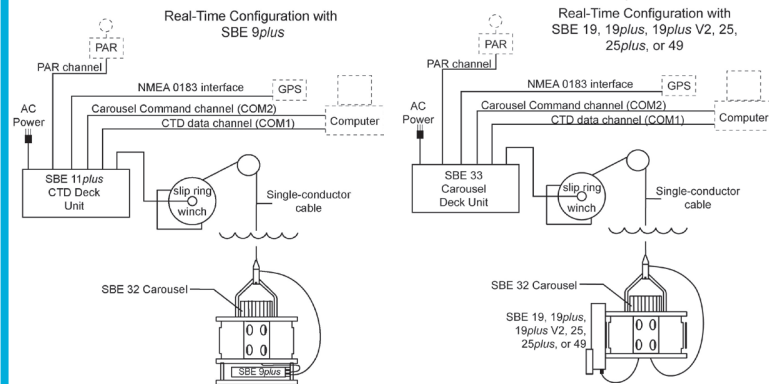 Real-Time Configuration with
SBE 9plus
PAR
PAR channel
NMEA 0183 interface
GPS
AC
Power
Carousel Command channel (COM2)
CTD data channel (COM1)
Computer
SBE 11plus
CTD Deck
Unit
slip ring
winch
Single-conductor
cable
SBE 32 Carousel
SBE 9plus
Real-Time Configuration with
SBE 19, 19plus, 19plus V2, 25,
25plus, or 49
PAR
PAR channel
NMEA 0183 interface
GPS
AC
Power
Carousel Command channel (COM2)
CTD data channel (COM1)
Computer
SBE 33
Carousel
Deck Unit
slip ring
winch
Single-conductor
cable
SBE 32 Carousel
SBE 19, 19plus,
19plus V2, 25,
25plus, or 49